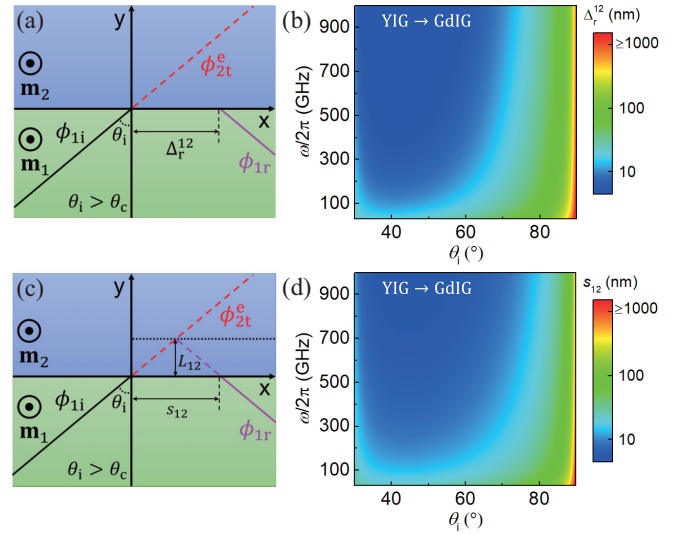 (a)
y
m₂
ϕ₂ₜᵉ
x
m₁
ϕ₁ᵢ
θᵢ
Δᵣ¹²
ϕ₁ᵣ
θᵢ > θ_c
(b)
YIG → GdIG
ω/2π (GHz)
900
700
500
300
100
40
60
80
θᵢ (°)
Δᵣ¹² (nm)
≥1000
100
10
(c)
y
m₂
ϕ₂ₜᵉ
L₁₂
x
m₁
ϕ₁ᵢ
θᵢ
s₁₂
ϕ₁ᵣ
θᵢ > θ_c
(d)
YIG → GdIG
ω/2π (GHz)
900
700
500
300
100
40
60
80
θᵢ (°)
s₁₂ (nm)
≥1000
100
10